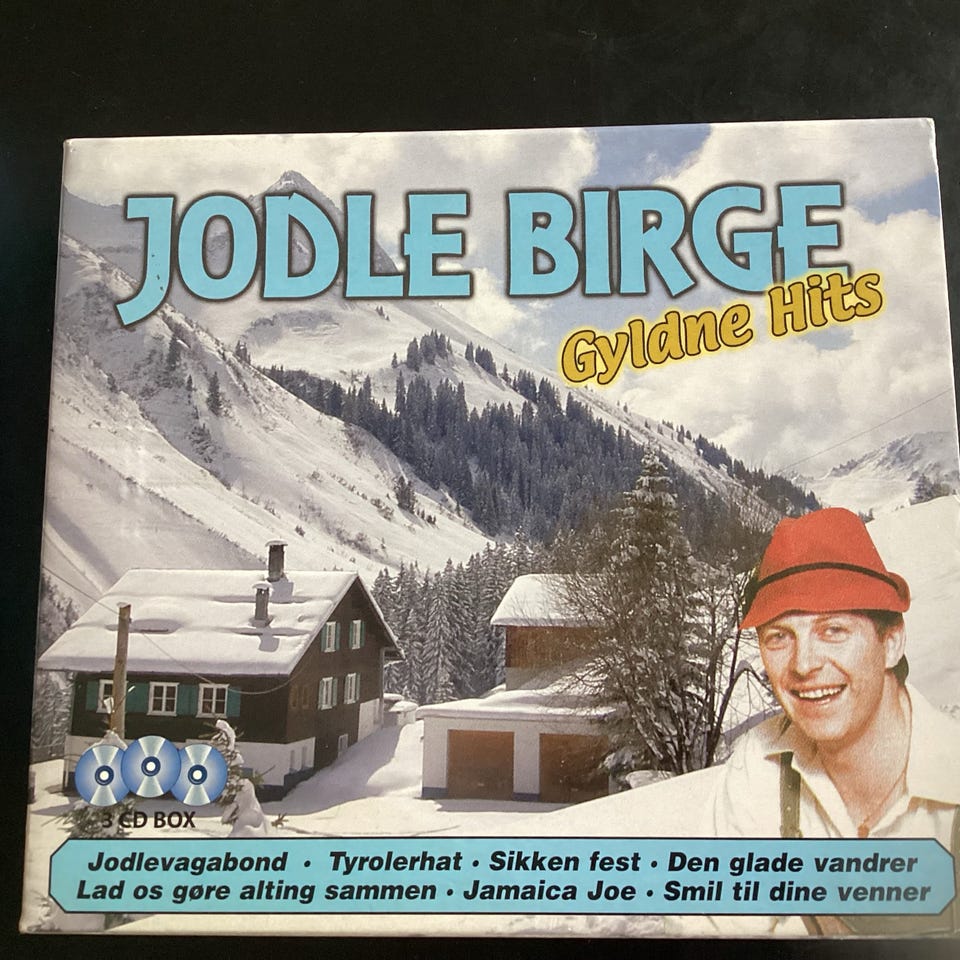 JODLE BIRGE
Gyldne Hits
3 CD BOX
Jodlevagabond • Tyrolerhat • Sikken fest • Den glade vandrer
Lad os gøre alting sammen • Jamaica Joe • Smil til dine venner